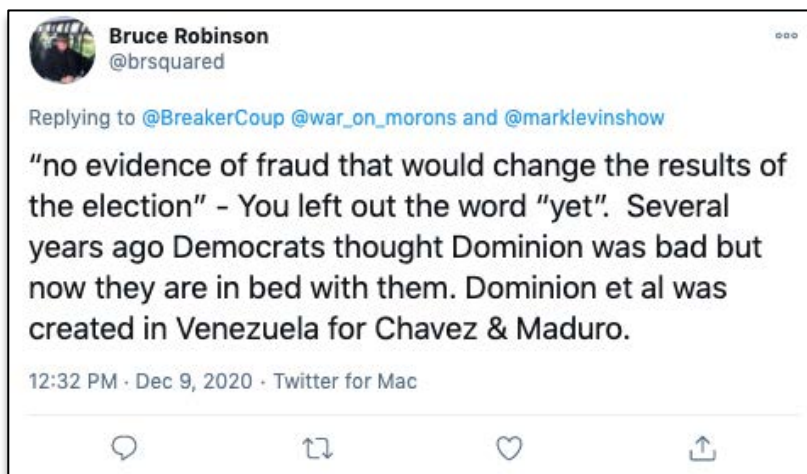 Bruce Robinson
@brsquared
Replying to @BreakerCoup @war_on_morons and @marklevinshow
“no evidence of fraud that would change the results of
the election” - You left out the word “yet”.  Several
years ago Democrats thought Dominion was bad but
now they are in bed with them. Dominion et al was
created in Venezuela for Chavez & Maduro.
12:32 PM · Dec 9, 2020 · Twitter for Mac